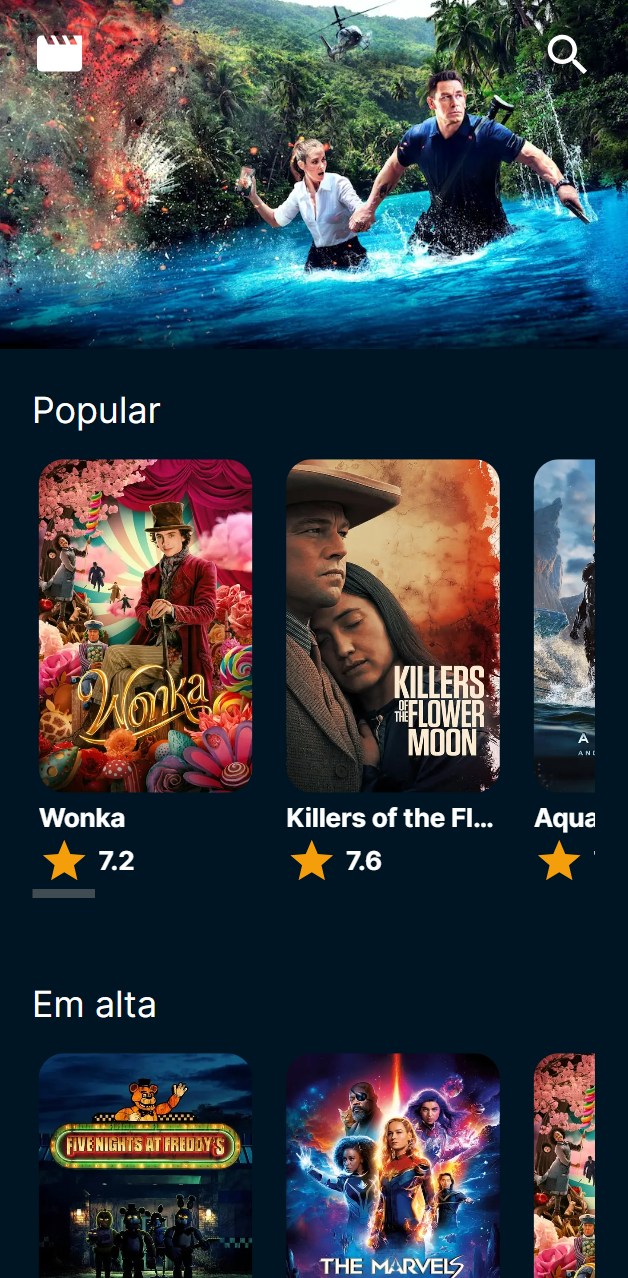 Popular
Wonka
KILLERS
OF THE FLOWER
MOON
A
AND
Wonka
Killers of the Fl...
Aqua
7.2
7.6
Em alta
FIVE NIGHTS AT FREDDY'S
THE MARVELS